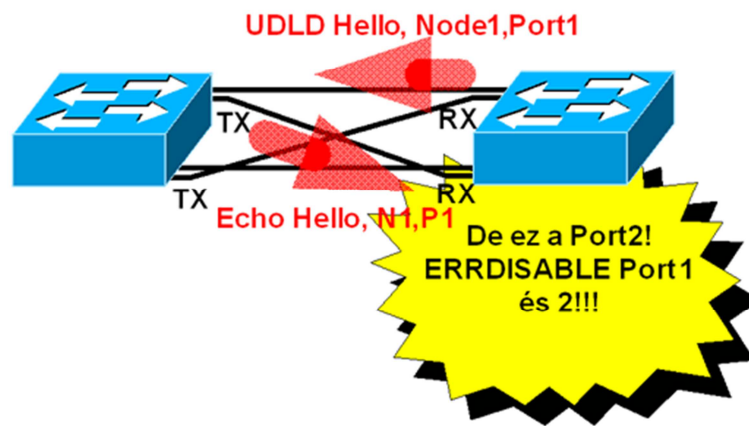 UDLD Hello, Node1,Port1
TX
RX
TX
RX
Echo Hello, N1,P1
De ez a Port2!
ERRDISABLE Port1
és 2!!!